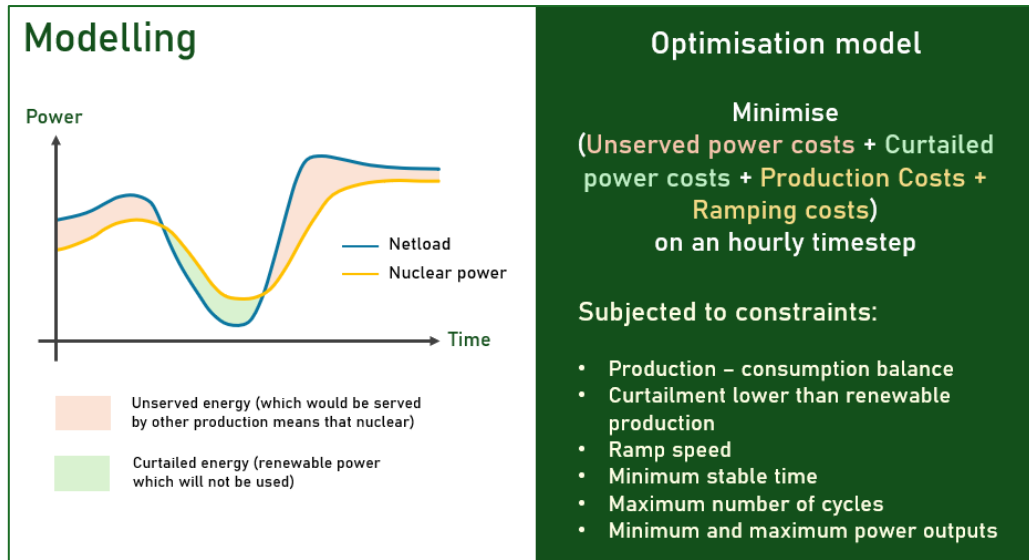 Modelling
Power
Netload
Nuclear power
Time
Unserved energy (which would be served
by other production means that nuclear)
Curtailed energy (renewable power
which will not be used)
Optimisation model
Minimise
(Unserved power costs + Curtailed
power costs + Production Costs +
Ramping costs)
on an hourly timestep
Subjected to constraints:
• Production – consumption balance
• Curtailment lower than renewable
production
• Ramp speed
• Minimum stable time
• Maximum number of cycles
• Minimum and maximum power outputs